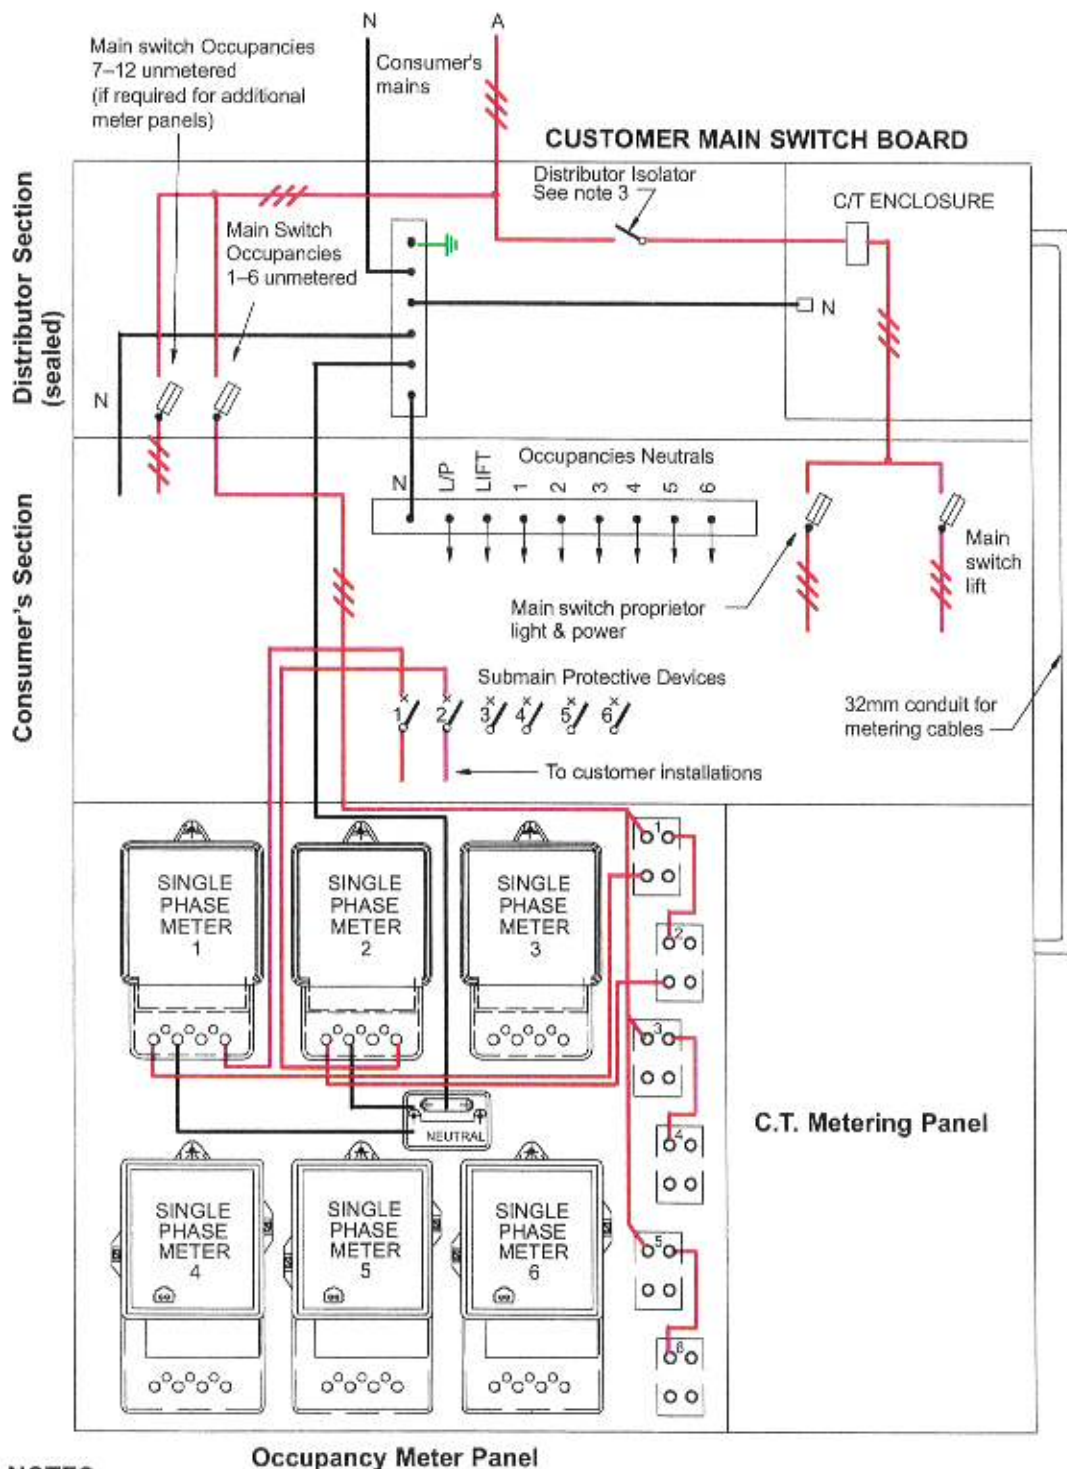 N
A
Main switch Occupancies
7–12 unmetered
(if required for additional
meter panels)
Consumer's
mains
CUSTOMER MAIN SWITCH BOARD
Distributor Section
(sealed)
Distributor Isolator
See note 3
C/T ENCLOSURE
Main Switch
Occupancies
1–6 unmetered
N
N
Consumer's Section
Occupancies Neutrals
N
L/P
LIFT
1
2
3
4
5
6
Main switch proprietor
light & power
Main
switch
lift
Submain Protective Devices
1
2
3
4
5
6
32mm conduit for
metering cables
To customer installations
SINGLE
PHASE
METER
1
SINGLE
PHASE
METER
2
SINGLE
PHASE
METER
3
1
2
3
4
5
6
NEUTRAL
C.T. Metering Panel
SINGLE
PHASE
METER
4
SINGLE
PHASE
METER
5
SINGLE
PHASE
METER
6
Occupancy Meter Panel